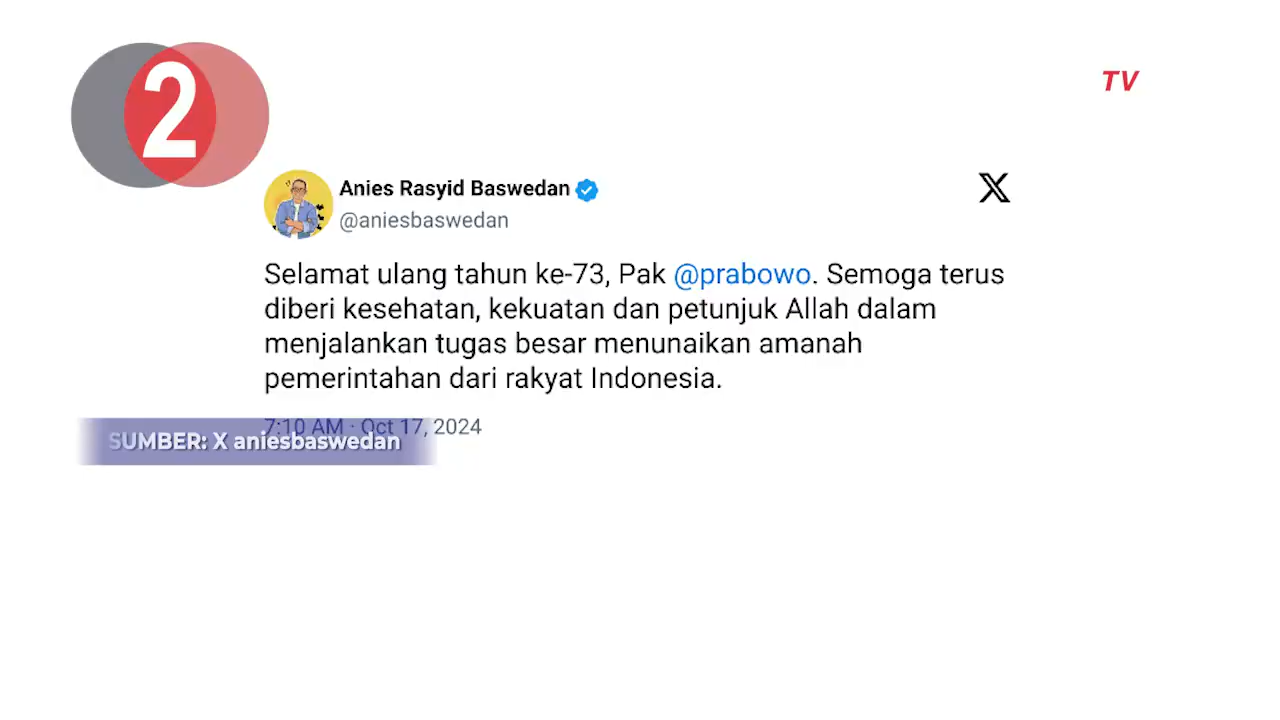 2
TV
Anies Rasyid Baswedan
@aniesbaswedan
X
Selamat ulang tahun ke-73, Pak @prabowo. Semoga terus
diberi kesehatan, kekuatan dan petunjuk Allah dalam
menjalankan tugas besar menunaikan amanah
pemerintahan dari rakyat Indonesia.
7:10 AM · Oct 17, 2024
SUMBER: X aniesbaswedan